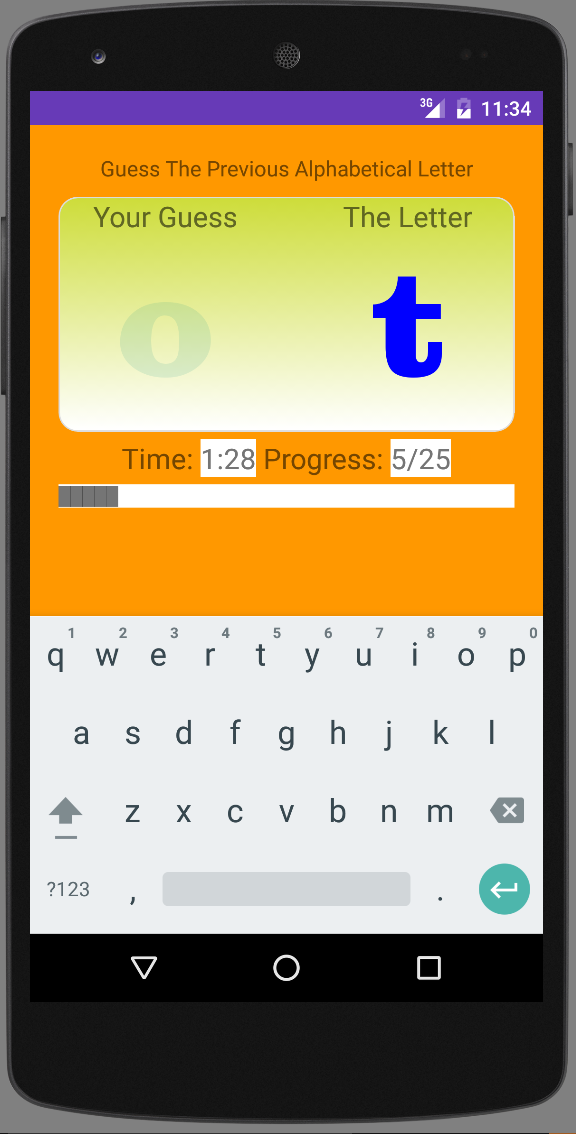 3G 11:34
Guess The Previous Alphabetical Letter
Your Guess The Letter
o t
Time: 1:28 Progress: 5/25
1 2 3 4 5 6 7 8 9 0
q w e r t y u i o p
a s d f g h j k l
z x c v b n m
?123 , .